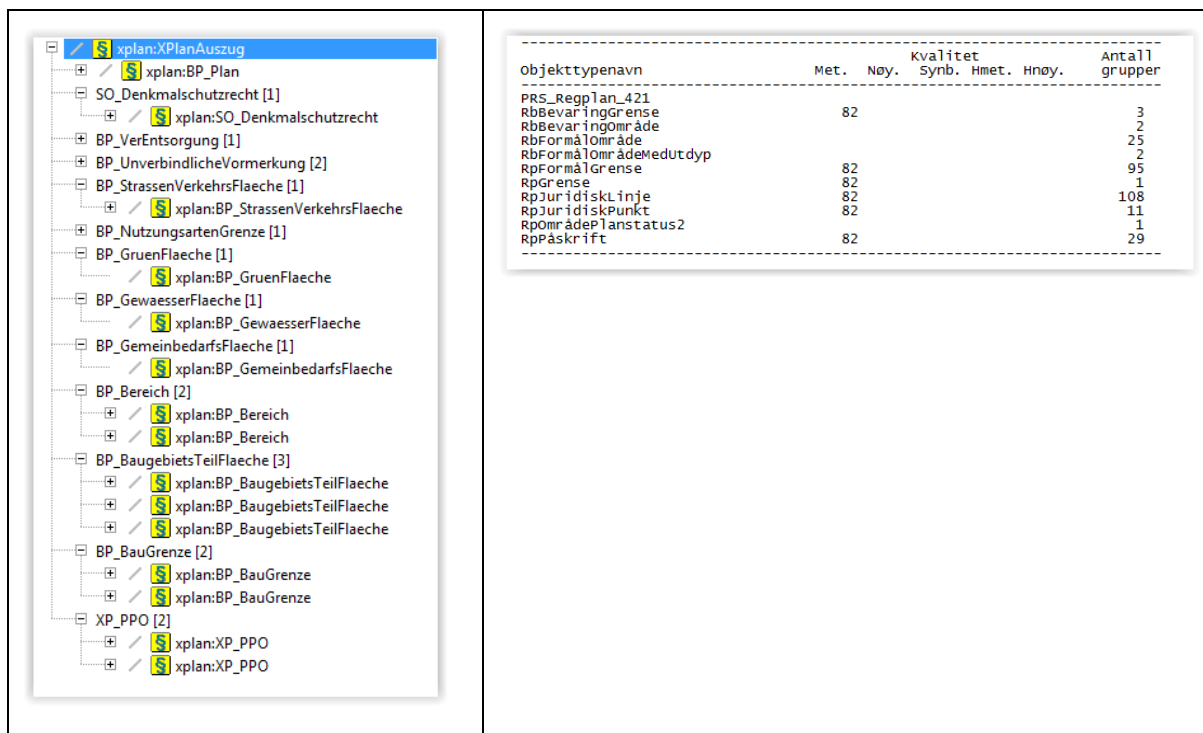 xplan:XPlanAuszug
xplan:BP_Plan
SO_Denkmalschutzrecht [1]
xplan:SO_Denkmalschutzrecht
BP_VerEntsorgung [1]
BP_UnverbindlicheVormerkung [2]
BP_StrassenVerkehrsFlaeche [1]
xplan:BP_StrassenVerkehrsFlaeche
BP_NutzungsartenGrenze [1]
BP_GruenFlaeche [1]
xplan:BP_GruenFlaeche
BP_GewaesserFlaeche [1]
xplan:BP_GewaesserFlaeche
BP_GemeinbedarfsFlaeche [1]
xplan:BP_GemeinbedarfsFlaeche
BP_Bereich [2]
xplan:BP_Bereich
xplan:BP_Bereich
BP_BaugebietsTeilFlaeche [3]
xplan:BP_BaugebietsTeilFlaeche
xplan:BP_BaugebietsTeilFlaeche
xplan:BP_BaugebietsTeilFlaeche
BP_BauGrenze [2]
xplan:BP_BauGrenze
xplan:BP_BauGrenze
XP_PPO [2]
xplan:XP_PPO
xplan:XP_PPO
Kvalitet Antall
Objekttypenavn Met. Nøy. Synb. Hmet. Hnøy. grupper
PRS_Regplan_421
RbBevaringGrense 82 3
RbBevaringOmråde 2
RbFormålOmråde 25
RbFormålOmrådeMedUtdyp 2
RpFormålGrense 82 95
RpGrense 82 1
RpJuridiskLinje 82 108
RpJuridiskPunkt 82 11
RpOmrådePlanstatus2 1
RpPåskrift 82 29